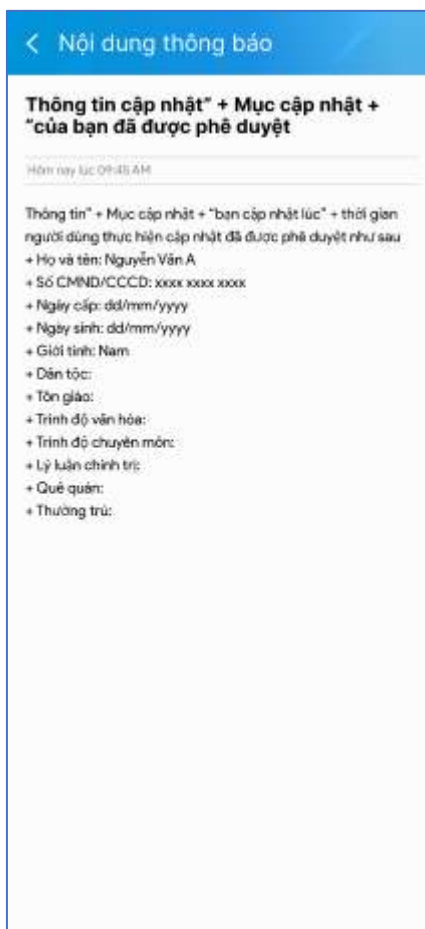 Nội dung thông báo
Thông tin cập nhật" + Mục cập nhật +
"của bạn đã được phê duyệt
Hôm nay lúc 09:45 AM
Thông tin" + Mục cập nhật + "bạn cập nhật lúc" + thời gian
người dùng thực hiện cập nhật đã được phê duyệt như sau
+ Họ và tên: Nguyễn Văn A
+ Số CMND/CCCD: xxxx xxxx xxxx
+ Ngày cấp: dd/mm/yyyy
+ Ngày sinh: dd/mm/yyyy
+ Giới tính: Nam
+ Dân tộc:
+ Tôn giáo:
+ Trình độ văn hóa:
+ Trình độ chuyên môn:
+ Lý luận chính trị:
+ Quê quán:
+ Thường trú: